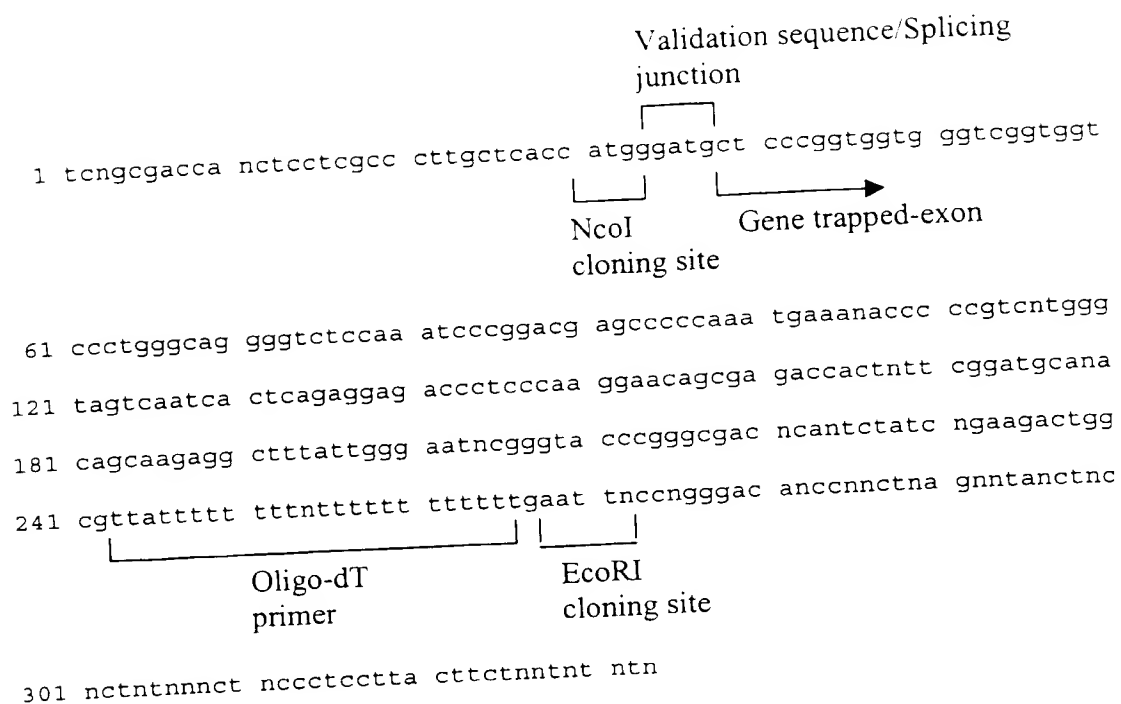 Validation sequence/Splicing
junction
1 tcngcgacca nctcctcgcc cttgctcacc atgggatgct cccggtggtg ggtcggtggt
NcoI
cloning site
Gene trapped-exon
61 ccctgggcag gggtctccaa atcccggacg agcccccaaa tgaaanaccc ccgtcntggg
121 tagtcaatca ctcagaggag accctcccaa ggaacagcga gaccactntt cggatgcana
181 cagcaagagg ctttattggg aatncgggta cccgggcgac ncantctatc ngaagactgg
241 cgttattttt tttntttttt ttttttgaat tnccngggac anccnnctna gnntanctnc
Oligo-dT
primer
EcoRI
cloning site
301 nctntnnnct nccctcctta cttctnntnt ntn